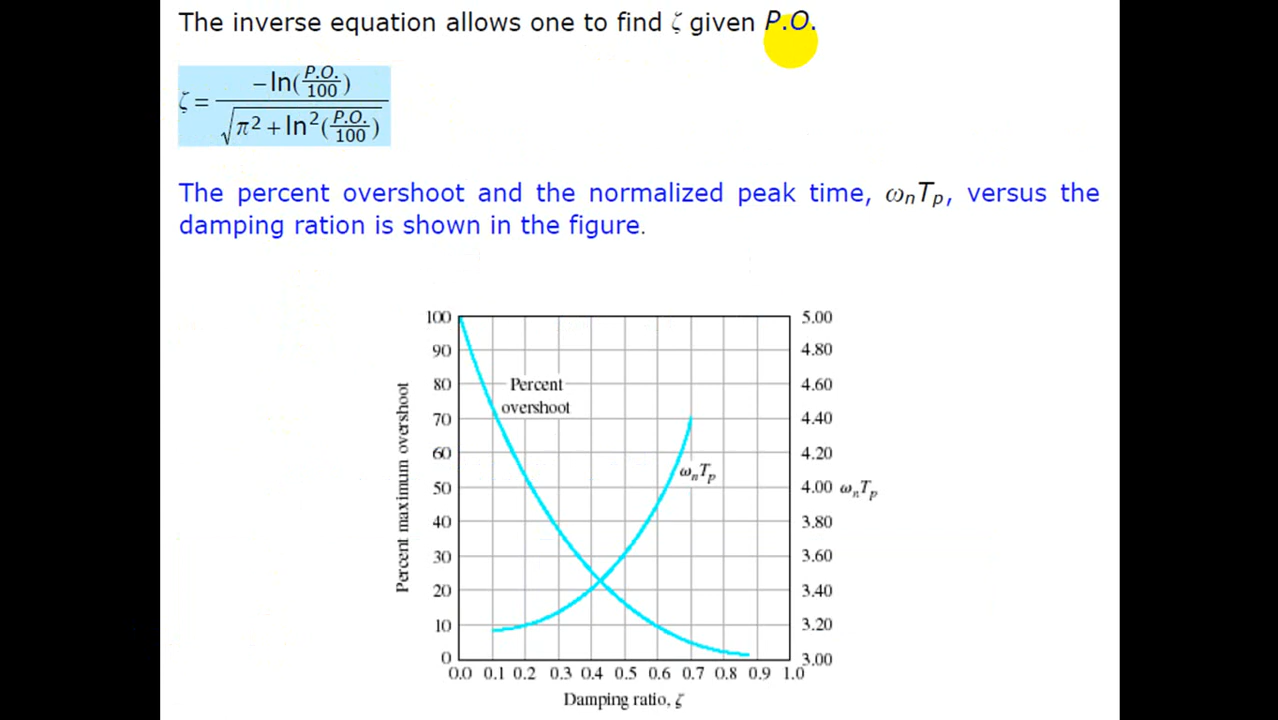 The inverse equation allows one to find ζ given P.O.
ζ = −ln(P.O./100) / √(π² + ln²(P.O./100))
The percent overshoot and the normalized peak time, ωnTp, versus the
damping ration is shown in the figure.
100 5.00
90 4.80
80 Percent 4.60
overshoot
70 4.40
60 4.20
ωnTp
50 4.00 ωnTp
40 3.80
30 3.60
20 3.40
10 3.20
0 3.00
Percent maximum overshoot
0.0 0.1 0.2 0.3 0.4 0.5 0.6 0.7 0.8 0.9 1.0
Damping ratio, ζ